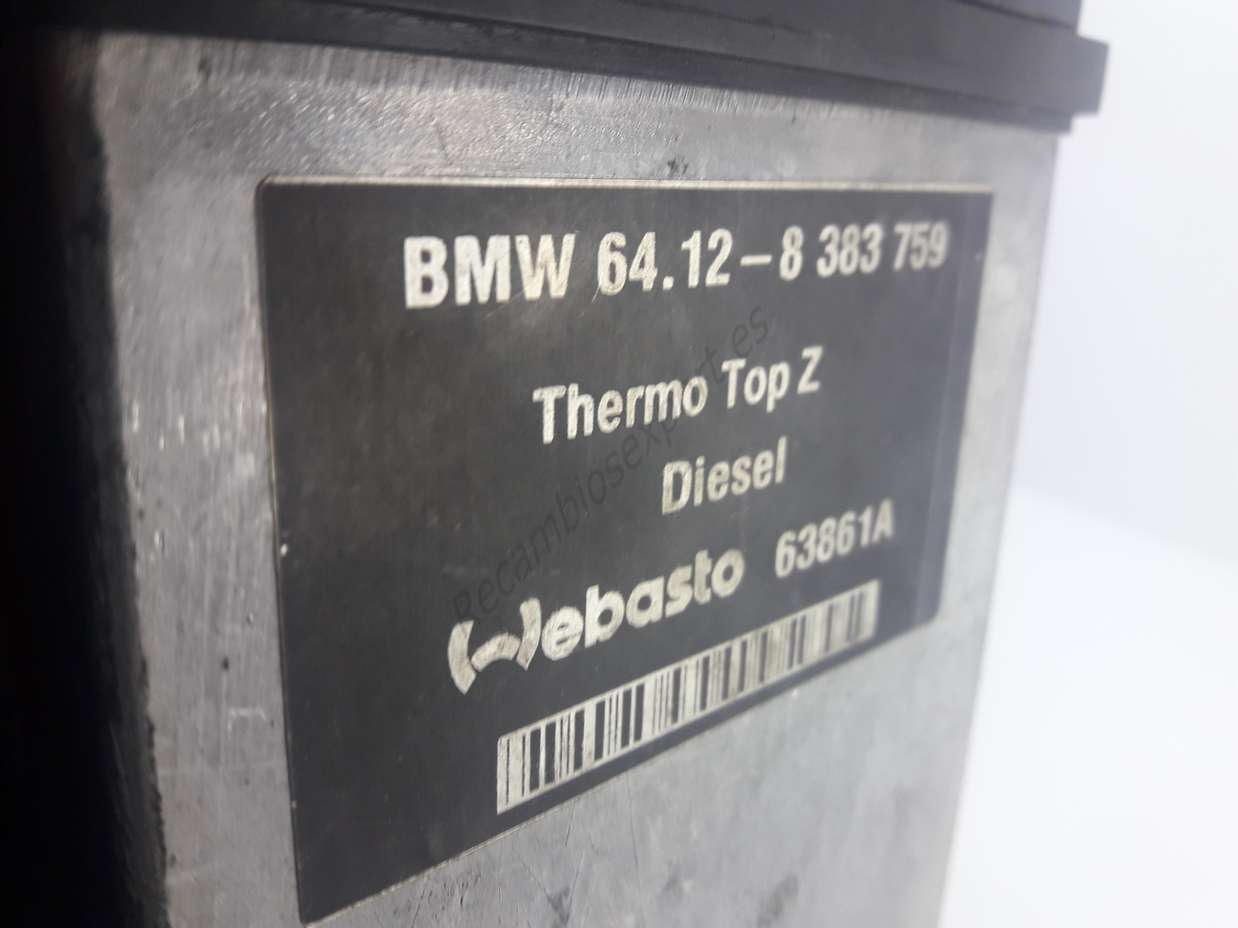 BMW 64.12-8 383 759
Thermo Top Z
Diesel
Webasto 63861A
Recambiosexpert.es